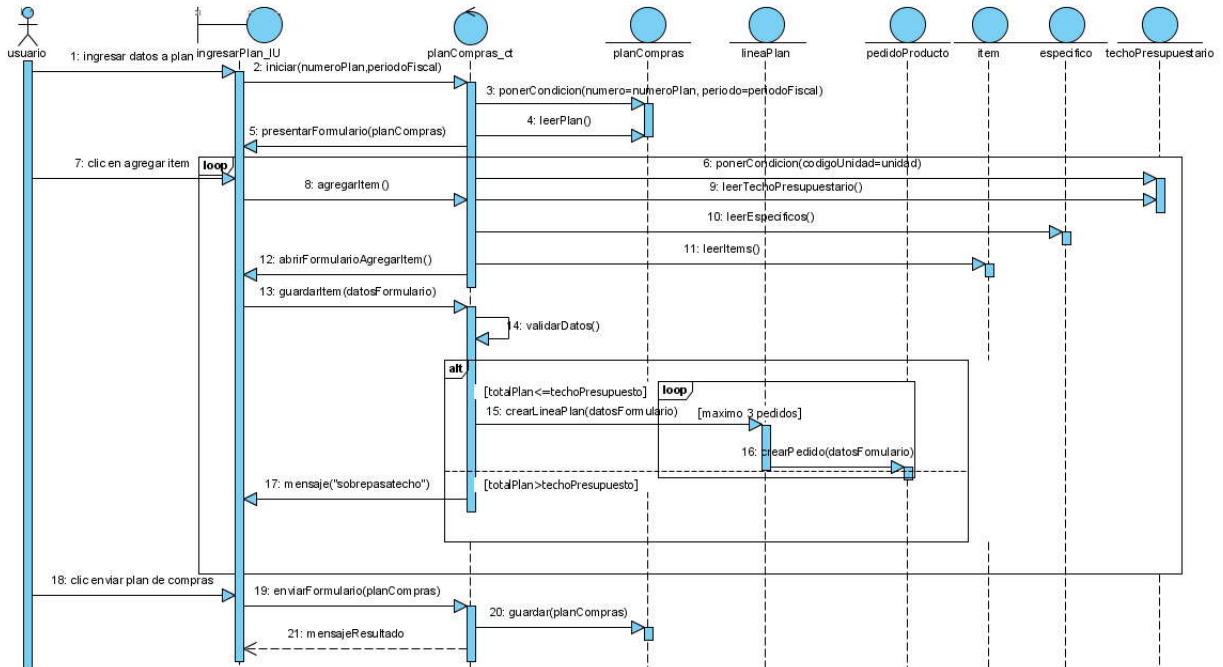 usuario
ingresarPlan_IU
planCompras_ct
planCompras
lineaPlan
pedidoProducto
item
especifico
techoPresupuestario
1: ingresar datos a plan
2: iniciar(numeroPlan,periodoFiscal)
3: ponerCondicion(numero=numeroPlan, periodo=periodoFiscal)
4: leerPlan()
5: presentarFormulario(planCompras)
7: clic en agregar item
loop
6: ponerCondicion(codigoUnidad=unidad)
8: agregarItem()
9: leerTechoPresupuestario()
10: leerEspecificos()
11: leerItems()
12: abrirFormularioAgregarItem()
13: guardarItem(datosFormulario)
14: validarDatos()
alt
[totalPlan<=techoPresupuesto]
loop
15: crearLineaPlan(datosFormulario)
[maximo 3 pedidos]
16: crearPedido(datosFomulario)
17: mensaje("sobrepasatecho")
[totalPlan>techoPresupuesto]
18: clic enviar plan de compras
19: enviarFormulario(planCompras)
20: guardar(planCompras)
21: mensajeResultado